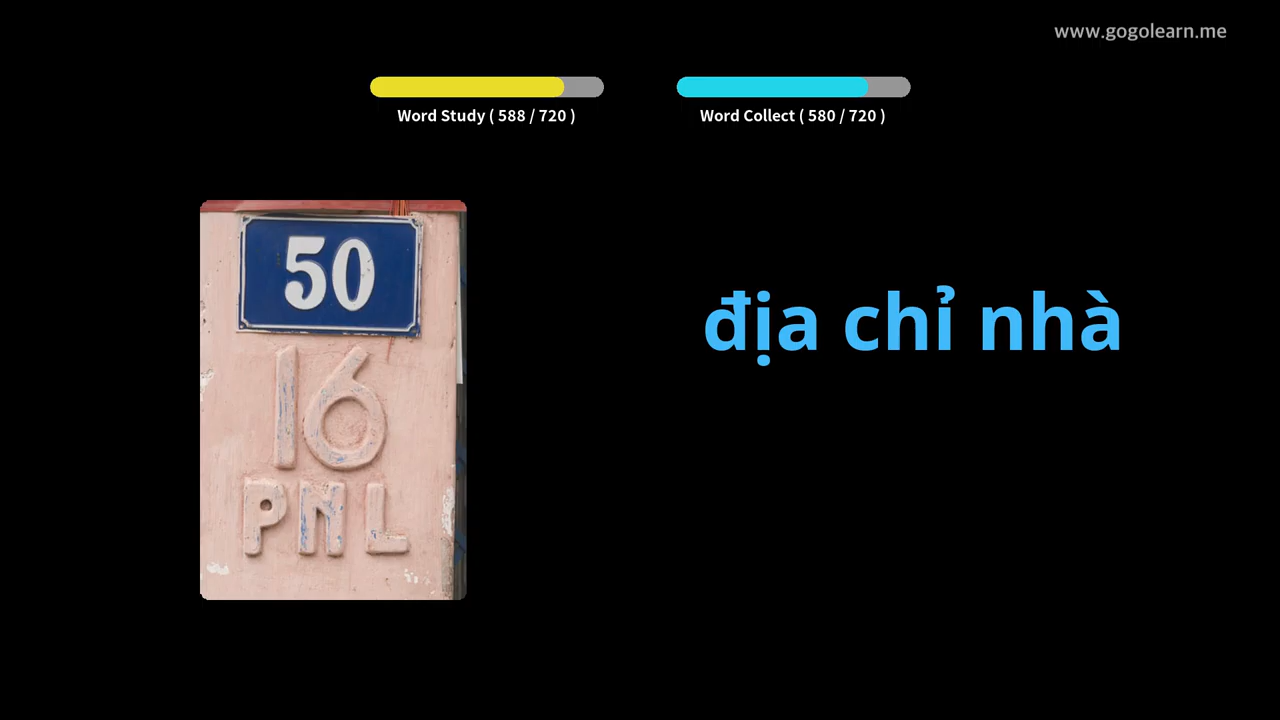 www.gogolearn.me
Word Study ( 588 / 720 )
Word Collect ( 580 / 720 )
50
16
PNL
địa chỉ nhà